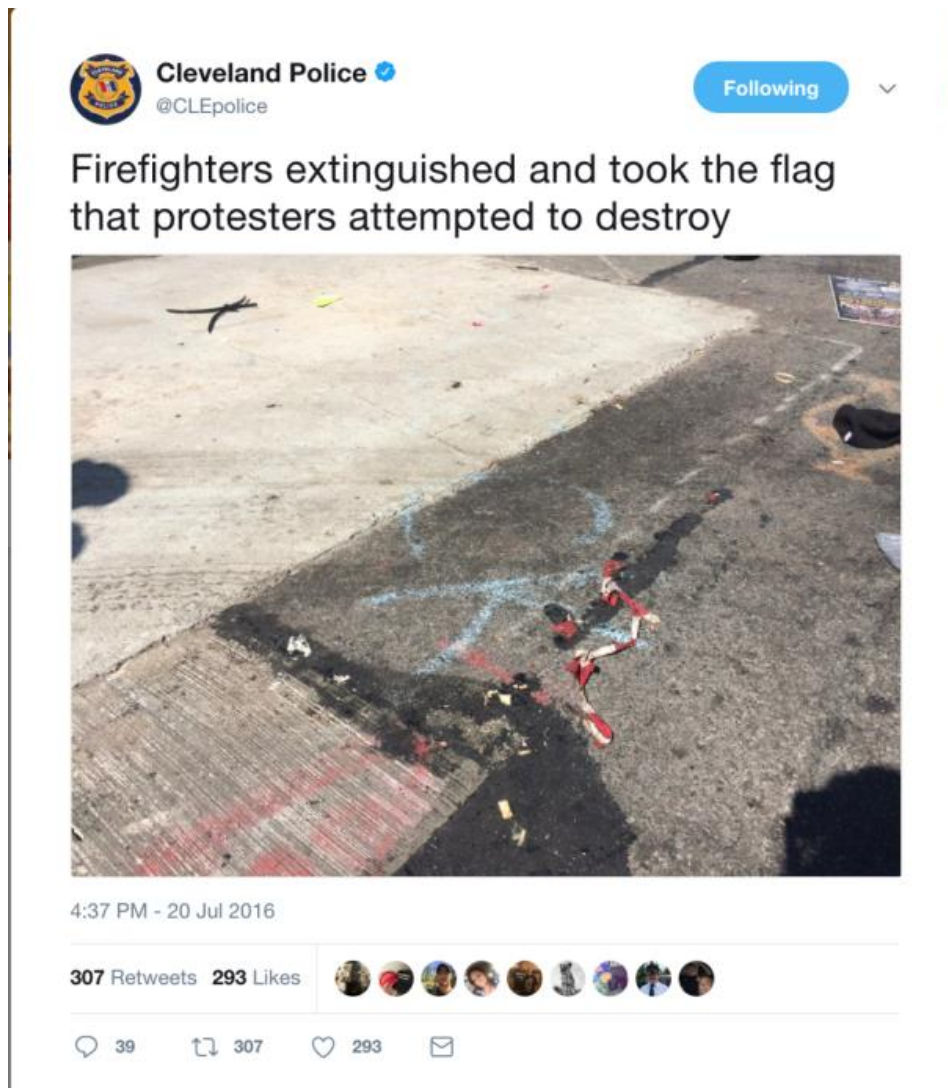 Cleveland Police
@CLEpolice
Following
Firefighters extinguished and took the flag
that protesters attempted to destroy
4:37 PM - 20 Jul 2016
307 Retweets 293 Likes
39 307 293